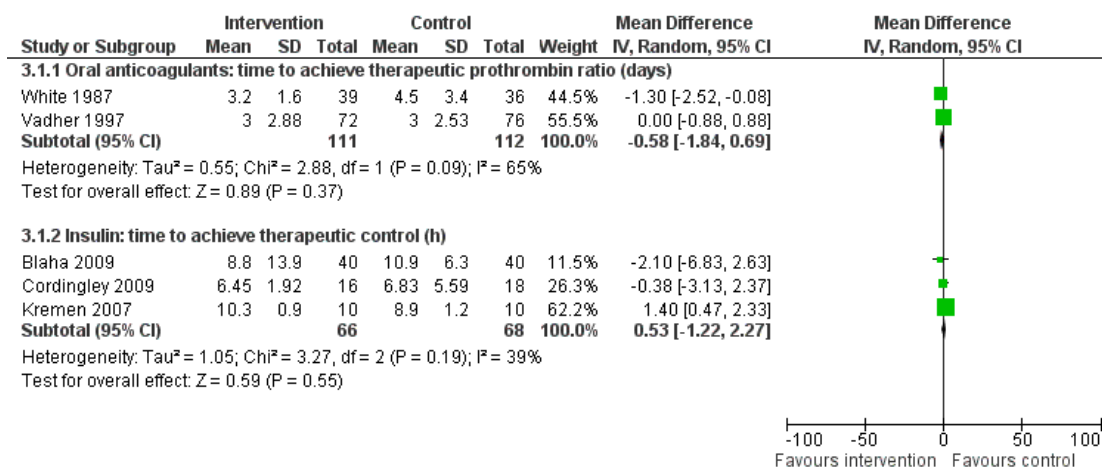 Intervention Control Mean Difference Mean Difference
Study or Subgroup Mean SD Total Mean SD Total Weight IV, Random, 95% CI IV, Random, 95% CI
3.1.1 Oral anticoagulants: time to achieve therapeutic prothrombin ratio (days)
White 1987 3.2 1.6 39 4.5 3.4 36 44.5% -1.30 [-2.52, -0.08]
Vadher 1997 3 2.88 72 3 2.53 76 55.5% 0.00 [-0.88, 0.88]
Subtotal (95% CI) 111 112 100.0% -0.58 [-1.84, 0.69]
Heterogeneity: Tau² = 0.55; Chi² = 2.88, df = 1 (P = 0.09); I² = 65%
Test for overall effect: Z = 0.89 (P = 0.37)
3.1.2 Insulin: time to achieve therapeutic control (h)
Blaha 2009 8.8 13.9 40 10.9 6.3 40 11.5% -2.10 [-6.83, 2.63]
Cordingley 2009 6.45 1.92 16 6.83 5.59 18 26.3% -0.38 [-3.13, 2.37]
Kremen 2007 10.3 0.9 10 8.9 1.2 10 62.2% 1.40 [0.47, 2.33]
Subtotal (95% CI) 66 68 100.0% 0.53 [-1.22, 2.27]
Heterogeneity: Tau² = 1.05; Chi² = 3.27, df = 2 (P = 0.19); I² = 39%
Test for overall effect: Z = 0.59 (P = 0.55)
-100 -50 0 50 100
Favours intervention Favours control